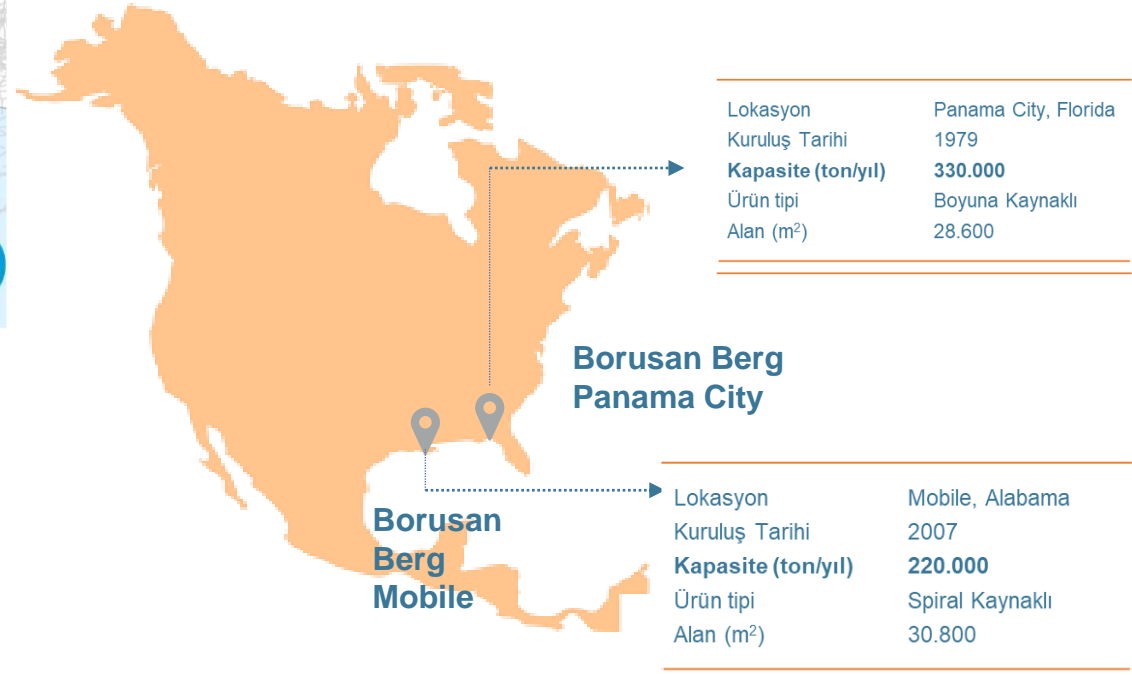 Lokasyon Panama City, Florida
Kuruluş Tarihi 1979
Kapasite (ton/yıl) 330.000
Ürün tipi Boyuna Kaynaklı
Alan (m²) 28.600
Borusan Berg
Panama City
Borusan
Berg
Mobile
Lokasyon Mobile, Alabama
Kuruluş Tarihi 2007
Kapasite (ton/yıl) 220.000
Ürün tipi Spiral Kaynaklı
Alan (m²) 30.800